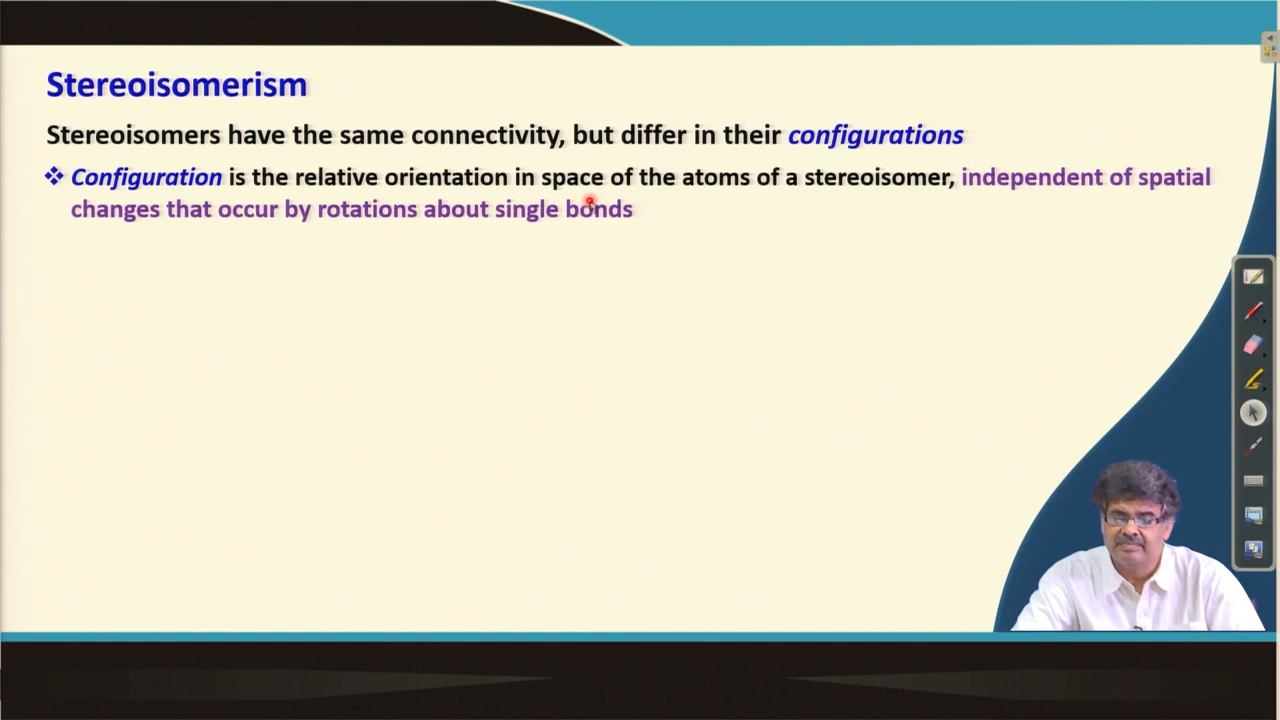 Stereoisomerism
Stereoisomers have the same connectivity, but differ in their configurations
❖ Configuration is the relative orientation in space of the atoms of a stereoisomer, independent of spatial
changes that occur by rotations about single bonds